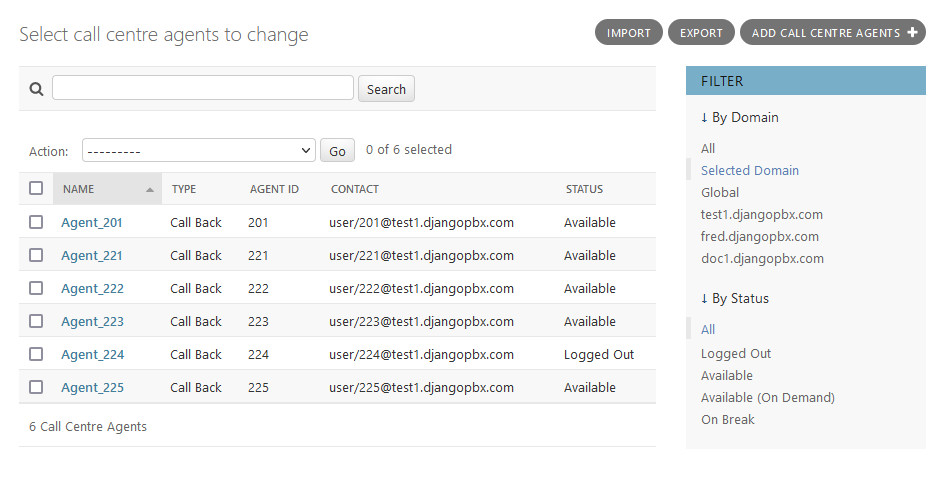 Select call centre agents to change
IMPORT EXPORT ADD CALL CENTRE AGENTS +
Search
Action: --------- Go 0 of 6 selected
NAME TYPE AGENT ID CONTACT STATUS
Agent_201 Call Back 201 user/201@test1.djangopbx.com Available
Agent_221 Call Back 221 user/221@test1.djangopbx.com Available
Agent_222 Call Back 222 user/222@test1.djangopbx.com Available
Agent_223 Call Back 223 user/223@test1.djangopbx.com Available
Agent_224 Call Back 224 user/224@test1.djangopbx.com Logged Out
Agent_225 Call Back 225 user/225@test1.djangopbx.com Available
6 Call Centre Agents
FILTER
↓ By Domain
All
Selected Domain
Global
test1.djangopbx.com
fred.djangopbx.com
doc1.djangopbx.com
↓ By Status
All
Logged Out
Available
Available (On Demand)
On Break